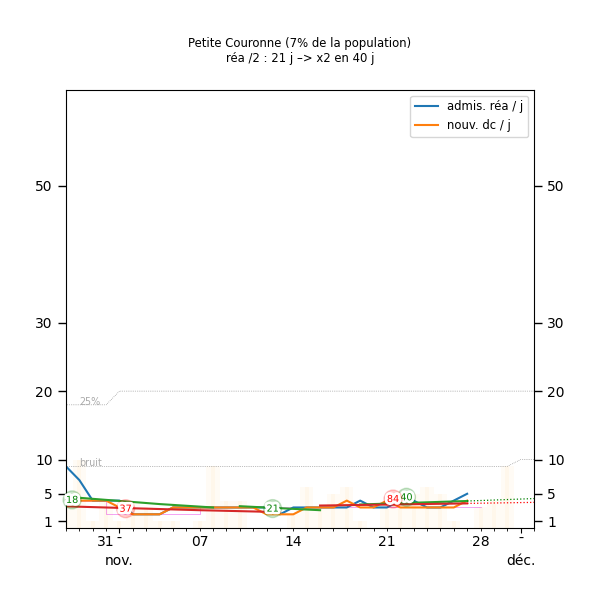 Petite Couronne (7% de la population)
réa /2 : 21 j –> x2 en 40 j
admis. réa / j
nouv. dc / j
50 50
30 30
25%
20 20
bruit
10 10
5 5
1 1
18 37 21 84 40
31 - 07 14 21 28 -
nov. déc.